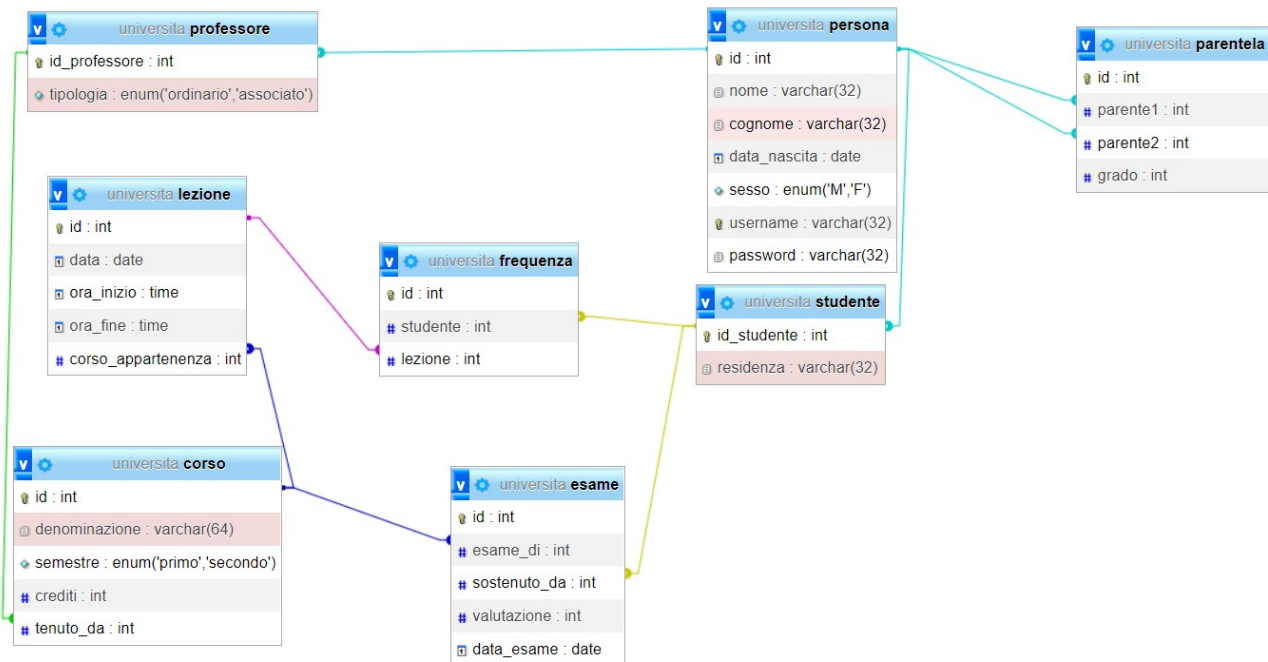 universita professore
id_professore : int
tipologia : enum('ordinario','associato')
universita persona
id : int
nome : varchar(32)
cognome : varchar(32)
data_nascita : date
sesso : enum('M','F')
username : varchar(32)
password : varchar(32)
universita parentela
id : int
parente1 : int
parente2 : int
grado : int
universita lezione
id : int
data : date
ora_inizio : time
ora_fine : time
corso_appartenenza : int
universita frequenza
id : int
studente : int
lezione : int
universita studente
id_studente : int
residenza : varchar(32)
universita corso
id : int
denominazione : varchar(64)
semestre : enum('primo','secondo')
crediti : int
tenuto_da : int
universita esame
id : int
esame_di : int
sostenuto_da : int
valutazione : int
data_esame : date